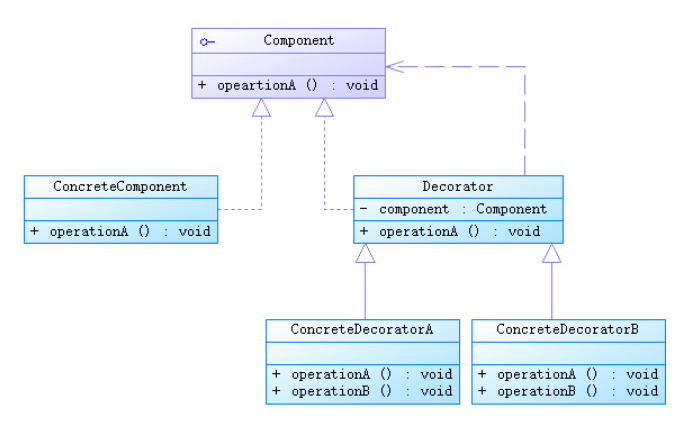 Component
+ opeartionA () : void
ConcreteComponent
+ operationA () : void
Decorator
- component : Component
+ operationA () : void
ConcreteDecoratorA
+ operationA () : void
+ operationB () : void
ConcreteDecoratorB
+ operationA () : void
+ operationB () : void